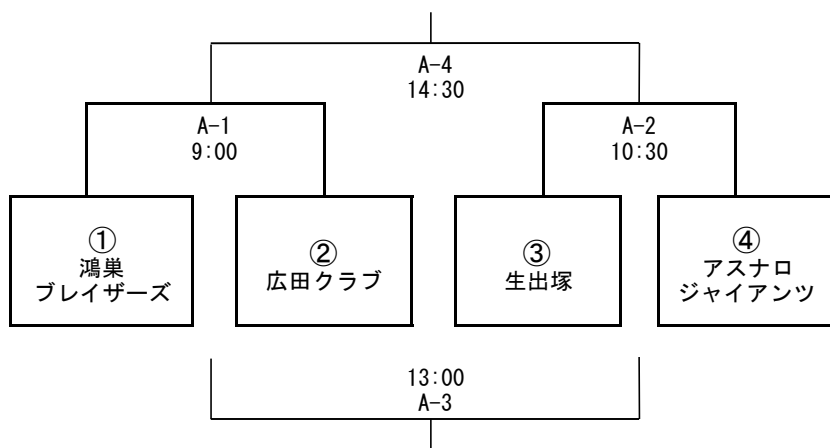 A-4
14:30
A-1
9:00
A-2
10:30
①
鴻巣
ブレイザーズ
②
広田クラブ
③
生出塚
④
アスナロ
ジャイアンツ
13:00
A-3